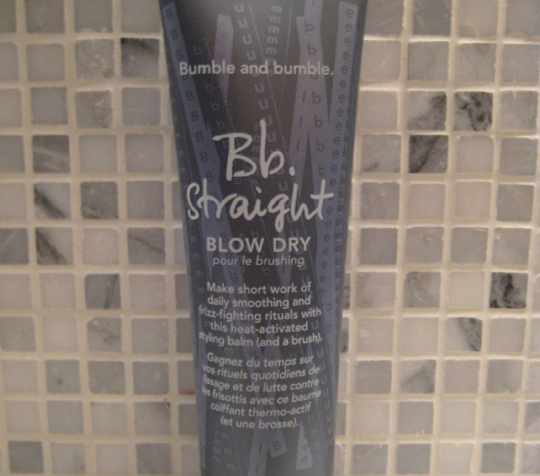 Bumble and bumble.
Bb.
Straight
BLOW DRY
pour le brushing
Make short work of
daily smoothing and
frizz-fighting rituals with
this heat-activated
styling balm (and a brush).
Gagnez du temps sur
vos rituels quotidiens de
lissage et de lutte contre
les frisottis avec ce baume
coiffant thermo-actif
(et une brosse).